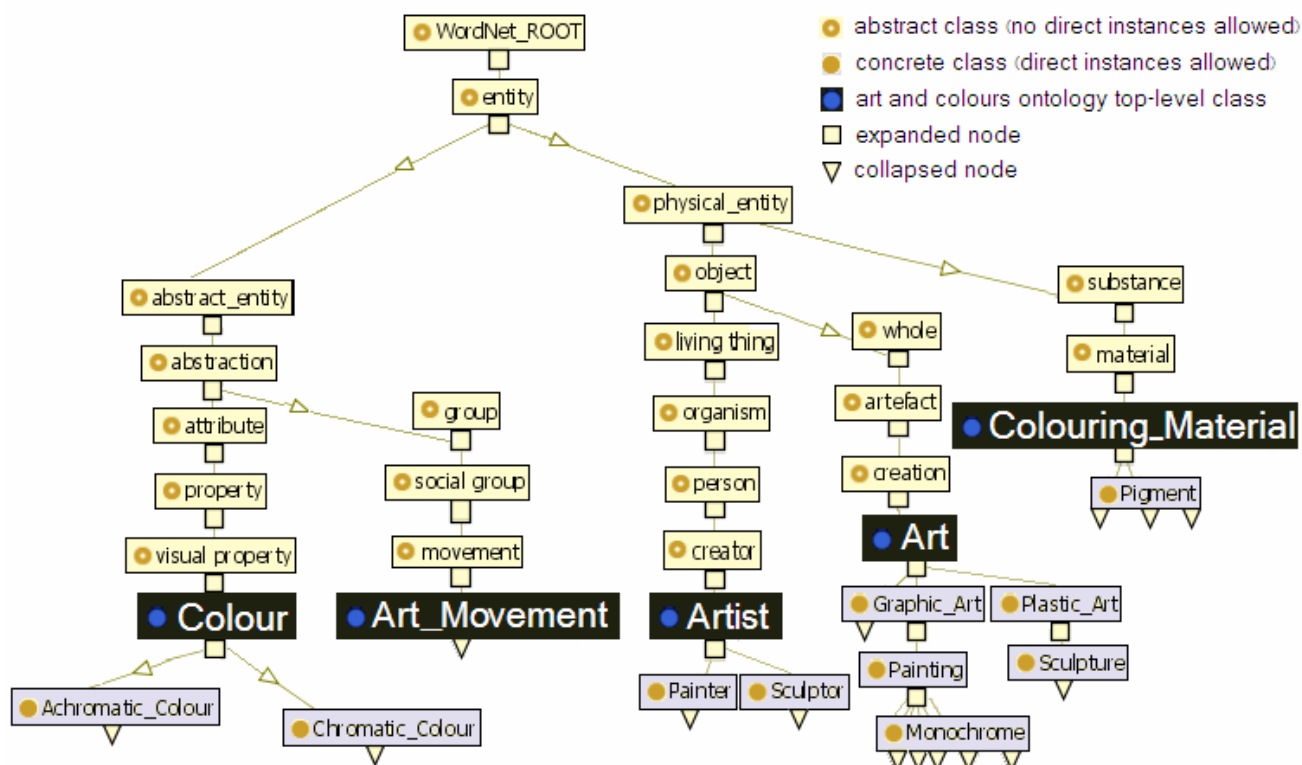 WordNet_ROOT
abstract class (no direct instances allowed)
concrete class (direct instances allowed)
entity
art and colours ontology top-level class
expanded node
collapsed node
physical_entity
object
substance
abstract_entity
whole
living thing
abstraction
material
group
organism
artefact
attribute
Colouring_Material
social group
person
creation
property
Pigment
Art
visual property
movement
creator
Colour
Art_Movement
Artist
Graphic_Art
Plastic_Art
Painting
Sculpture
Painter
Sculptor
Achromatic_Colour
Chromatic_Colour
Monochrome